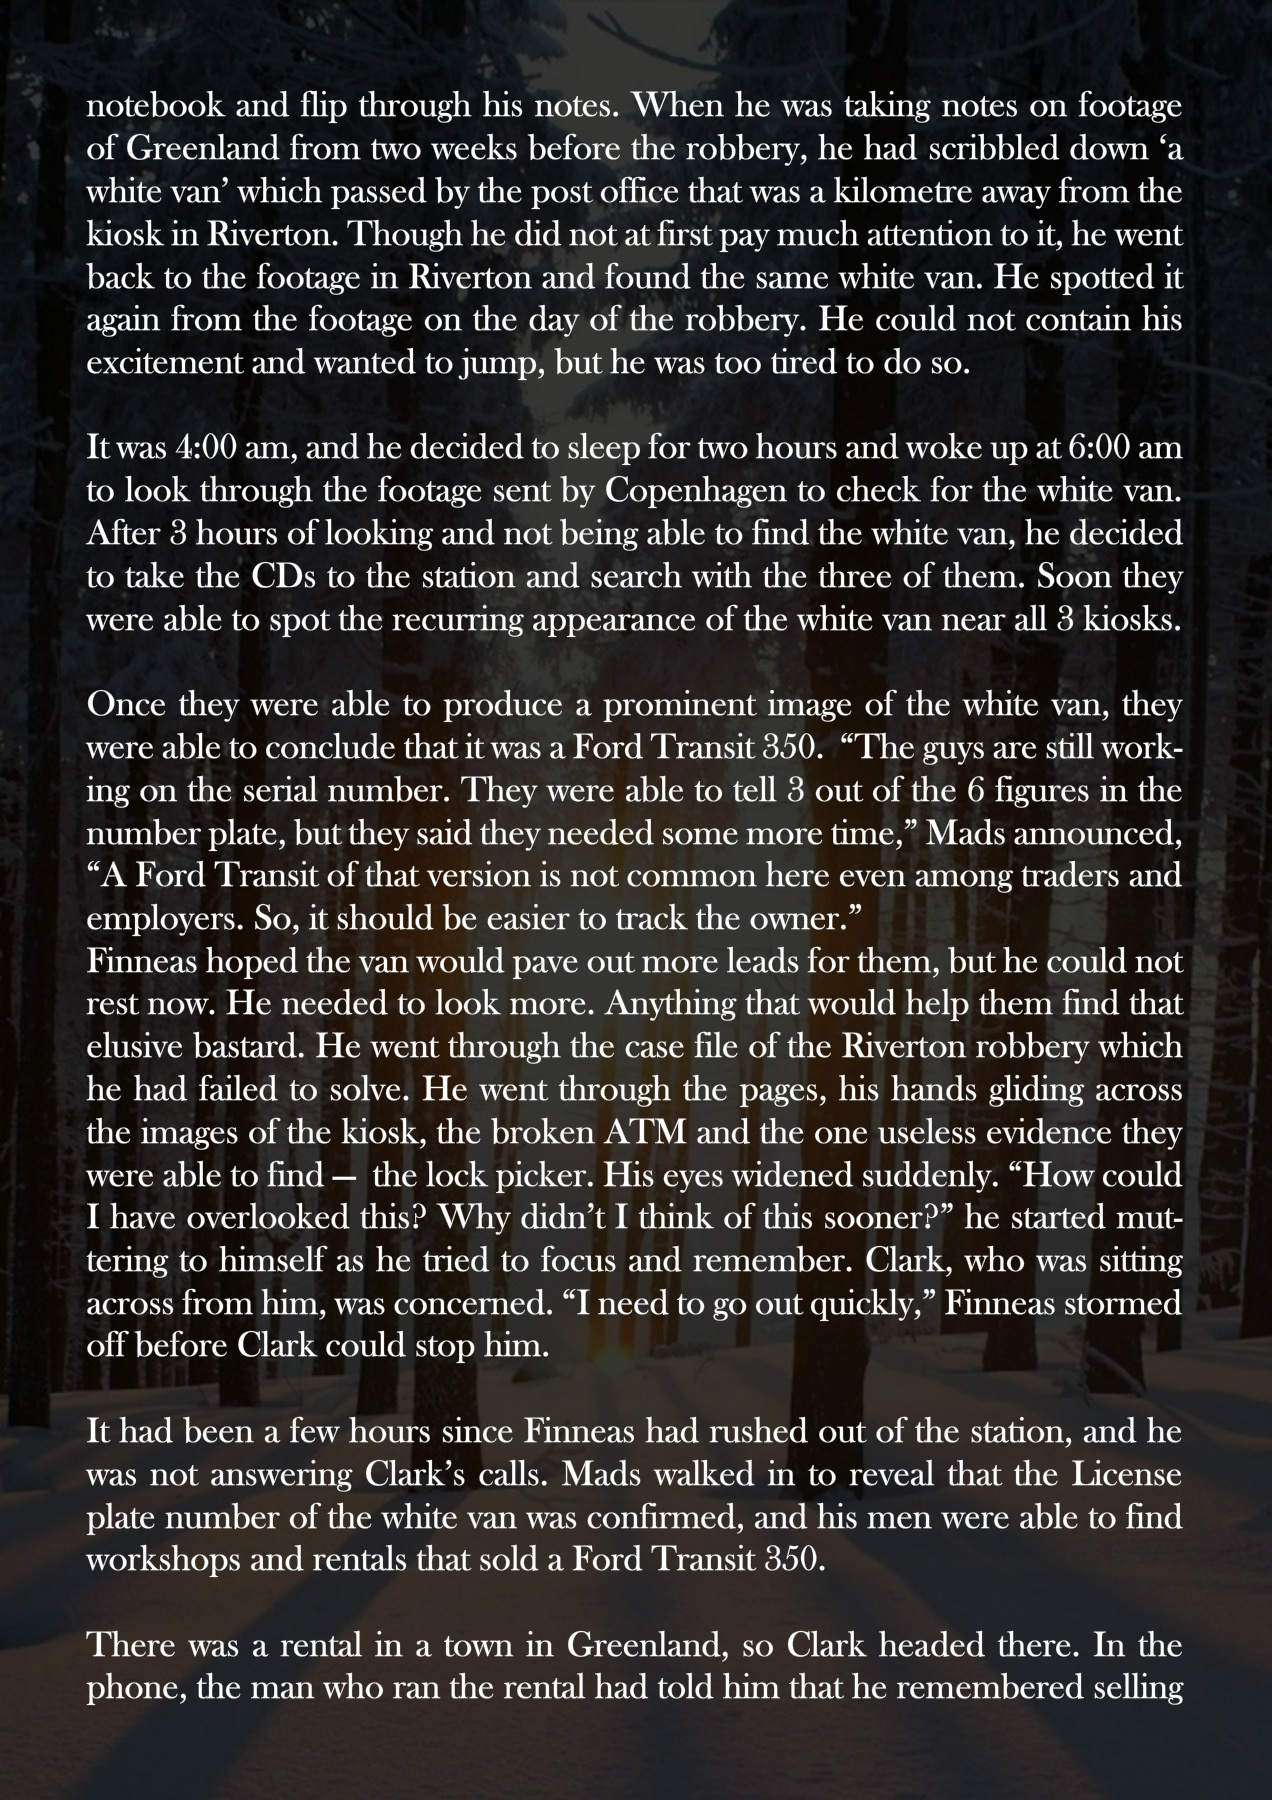 notebook and flip through his notes. When he was taking notes on footage
of Greenland from two weeks before the robbery, he had scribbled down ‘a
white van’ which passed by the post office that was a kilometre away from the
kiosk in Riverton. Though he did not at first pay much attention to it, he went
back to the footage in Riverton and found the same white van. He spotted it
again from the footage on the day of the robbery. He could not contain his
excitement and wanted to jump, but he was too tired to do so.
It was 4:00 am, and he decided to sleep for two hours and woke up at 6:00 am
to look through the footage sent by Copenhagen to check for the white van.
After 3 hours of looking and not being able to find the white van, he decided
to take the CDs to the station and search with the three of them. Soon they
were able to spot the recurring appearance of the white van near all 3 kiosks.
Once they were able to produce a prominent image of the white van, they
were able to conclude that it was a Ford Transit 350. “The guys are still work-
ing on the serial number. They were able to tell 3 out of the 6 figures in the
number plate, but they said they needed some more time,” Mads announced,
“A Ford Transit of that version is not common here even among traders and
employers. So, it should be easier to track the owner.”
Finneas hoped the van would pave out more leads for them, but he could not
rest now. He needed to look more. Anything that would help them find that
elusive bastard. He went through the case file of the Riverton robbery which
he had failed to solve. He went through the pages, his hands gliding across
the images of the kiosk, the broken ATM and the one useless evidence they
were able to find — the lock picker. His eyes widened suddenly. “How could
I have overlooked this? Why didn’t I think of this sooner?” he started mut-
tering to himself as he tried to focus and remember. Clark, who was sitting
across from him, was concerned. “I need to go out quickly,” Finneas stormed
off before Clark could stop him.
It had been a few hours since Finneas had rushed out of the station, and he
was not answering Clark’s calls. Mads walked in to reveal that the License
plate number of the white van was confirmed, and his men were able to find
workshops and rentals that sold a Ford Transit 350.
There was a rental in a town in Greenland, so Clark headed there. In the
phone, the man who ran the rental had told him that he remembered selling